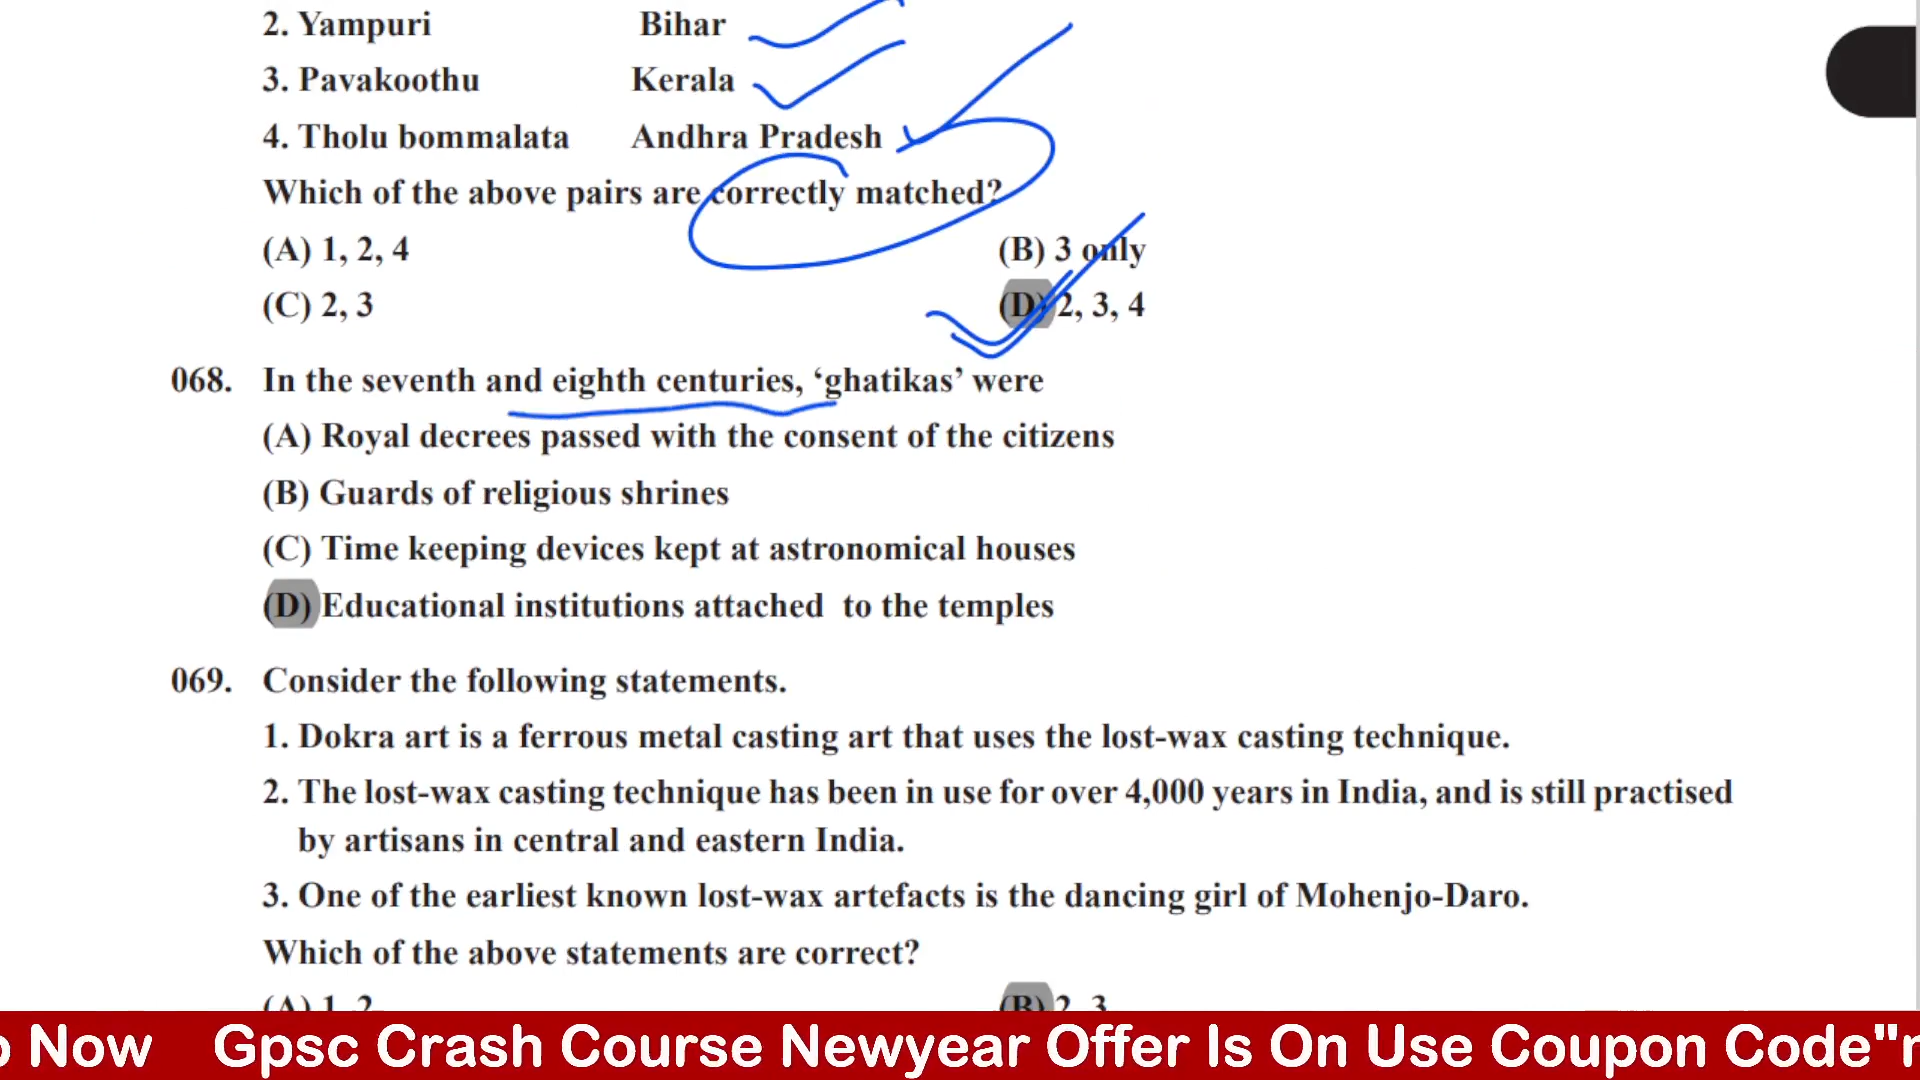 2. Yampuri Bihar
3. Pavakoothu Kerala
4. Tholu bommalata Andhra Pradesh
Which of the above pairs are correctly matched?
(A) 1, 2, 4 (B) 3 only
(C) 2, 3 (D) 2, 3, 4
068. In the seventh and eighth centuries, ‘ghatikas’ were
(A) Royal decrees passed with the consent of the citizens
(B) Guards of religious shrines
(C) Time keeping devices kept at astronomical houses
(D) Educational institutions attached to the temples
069. Consider the following statements.
1. Dokra art is a ferrous metal casting art that uses the lost-wax casting technique.
2. The lost-wax casting technique has been in use for over 4,000 years in India, and is still practised
by artisans in central and eastern India.
3. One of the earliest known lost-wax artefacts is the dancing girl of Mohenjo-Daro.
Which of the above statements are correct?
(A) 1, 2 (B) 2, 3
Now Gpsc Crash Course Newyear Offer Is On Use Coupon Code"